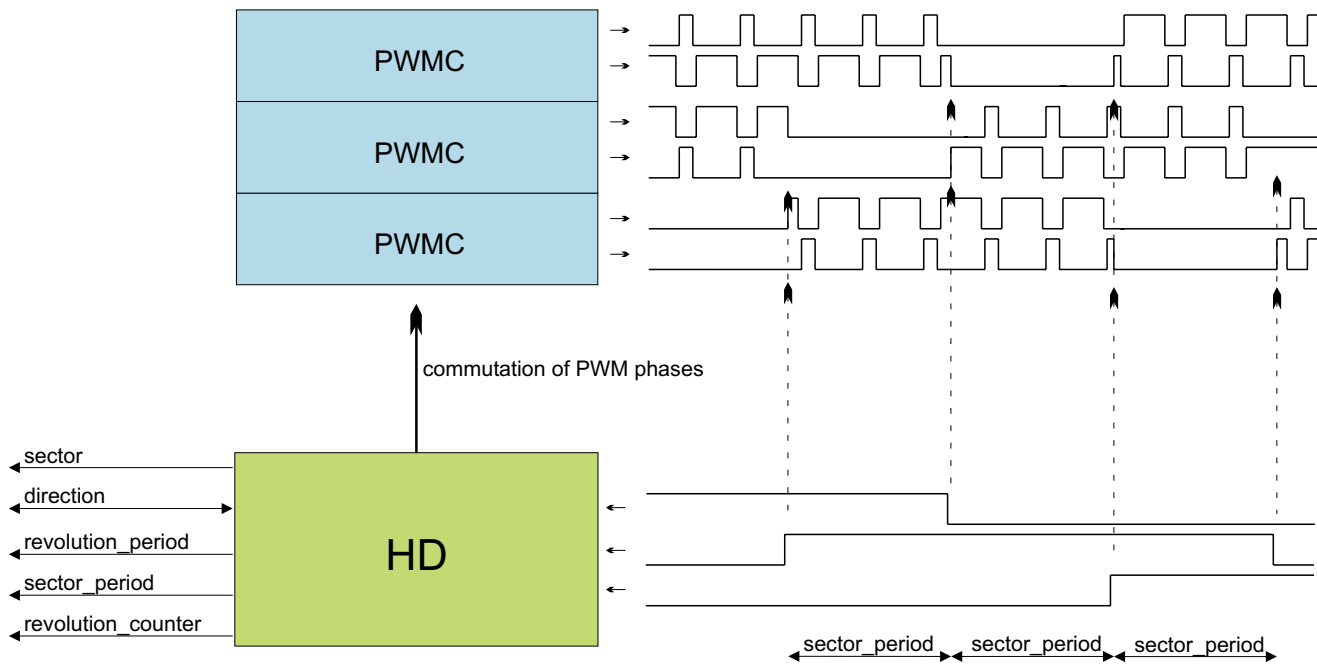 PWMC
PWMC
PWMC
commutation of PWM phases
sector
direction
revolution_period
sector_period
revolution_counter
HD
sector_period
sector_period
sector_period